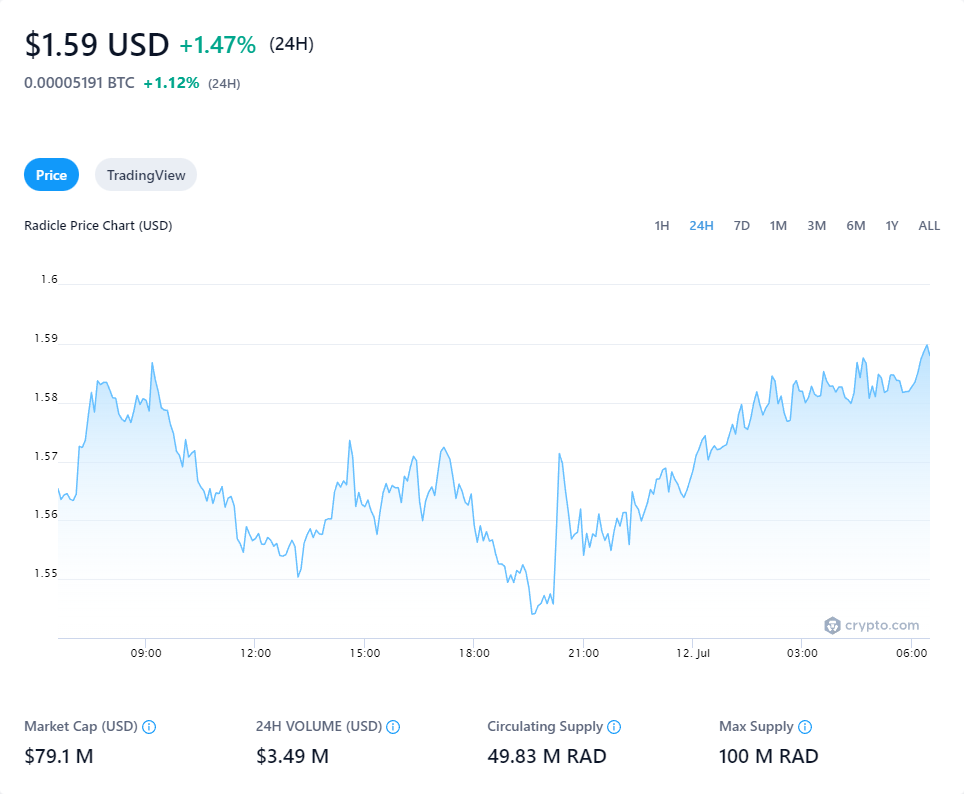 $1.59 USD +1.47% (24H)
0.00005191 BTC +1.12% (24H)
Price TradingView
Radicle Price Chart (USD) 1H 24H 7D 1M 3M 6M 1Y ALL
1.6
1.59
1.58
1.57
1.56
1.55
crypto.com
09:00 12:00 15:00 18:00 21:00 12. Jul 03:00 06:00
Market Cap (USD) 24H VOLUME (USD) Circulating Supply Max Supply
$79.1 M $3.49 M 49.83 M RAD 100 M RAD